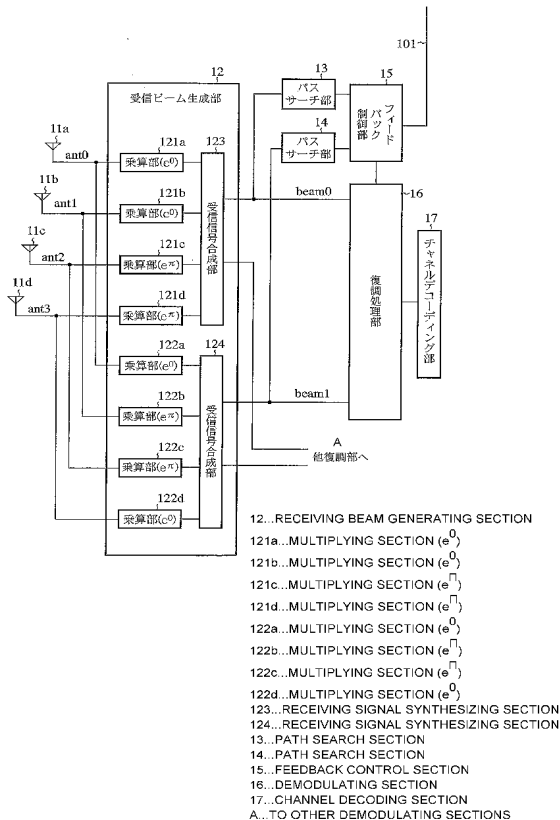 101
12
受信ビーム生成部
13
パス
サーチ部
15
フィード
バック
制御部
14
パス
サーチ部
11a
ant0
121a
乗算部(e⁰)
123
受信信号合成部
11b
ant1
121b
乗算部(e⁰)
beam0
16
復調処理部
17
チャネルデコーディング部
11c
ant2
121c
乗算部(eπ)
11d
ant3
121d
乗算部(eπ)
122a
乗算部(e⁰)
124
受信信号合成部
122b
乗算部(eπ)
beam1
122c
乗算部(eπ)
A
他復調部へ
122d
乗算部(e⁰)
12...RECEIVING BEAM GENERATING SECTION
121a...MULTIPLYING SECTION (e⁰)
121b...MULTIPLYING SECTION (e⁰)
121c...MULTIPLYING SECTION (eΠ)
121d...MULTIPLYING SECTION (eΠ)
122a...MULTIPLYING SECTION (e⁰)
122b...MULTIPLYING SECTION (eΠ)
122c...MULTIPLYING SECTION (eΠ)
122d...MULTIPLYING SECTION (e⁰)
123...RECEIVING SIGNAL SYNTHESIZING SECTION
124...RECEIVING SIGNAL SYNTHESIZING SECTION
13...PATH SEARCH SECTION
14...PATH SEARCH SECTION
15...FEEDBACK CONTROL SECTION
16...DEMODULATING SECTION
17...CHANNEL DECODING SECTION
A...TO OTHER DEMODULATING SECTIONS